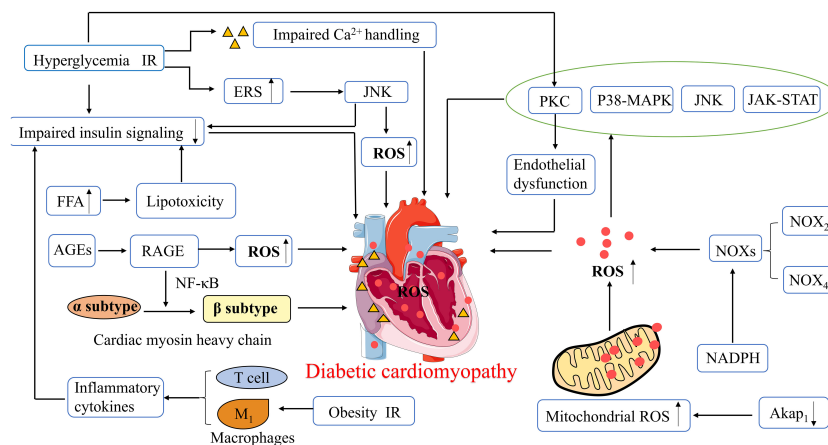 Impaired Ca²⁺ handling
Hyperglycemia IR
ERS
JNK
PKC
P38-MAPK
JNK
JAK-STAT
Impaired insulin signaling
ROS
Endothelial
dysfunction
FFA
Lipotoxicity
NOX₂
AGEs
RAGE
ROS
NOXs
ROS
ROS
NF-κB
NOX₄
α subtype
β subtype
Cardiac myosin heavy chain
NADPH
Diabetic cardiomyopathy
T cell
Inflammatory
cytokines
M₁
Obesity IR
Mitochondrial ROS
Akap₁
Macrophages